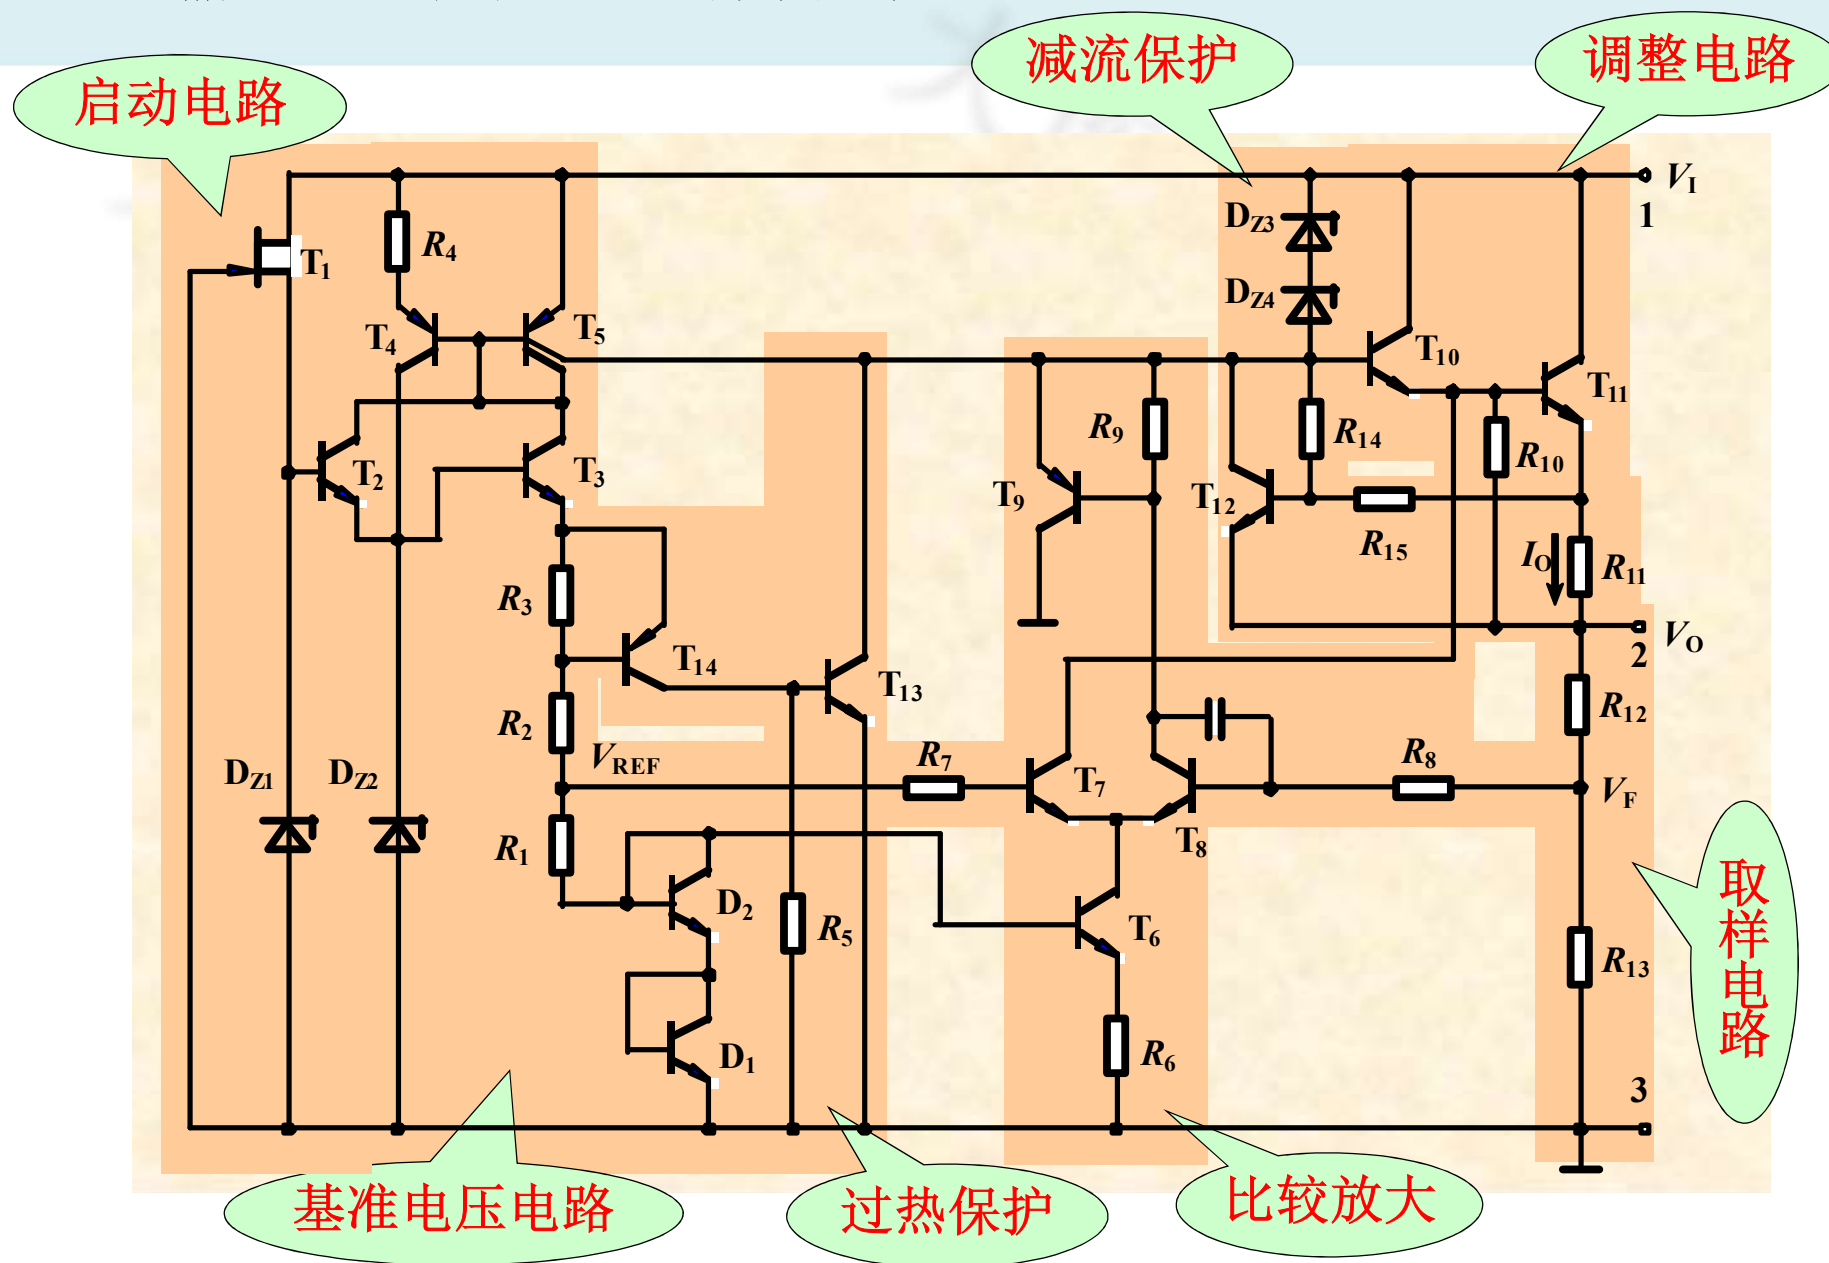 启动电路
减流保护
调整电路
V_I
1
D_Z3
D_Z4
T_1
R_4
T_4
T_5
T_10
T_11
R_9
R_14
R_10
T_2
T_3
T_9
T_12
R_15
I_O
R_11
R_3
T_14
T_13
V_O
2
R_2
R_12
V_REF
R_7
T_7
R_8
V_F
D_Z1
D_Z2
R_1
T_8
D_2
R_5
T_6
取样电路
R_13
D_1
R_6
3
基准电压电路
过热保护
比较放大